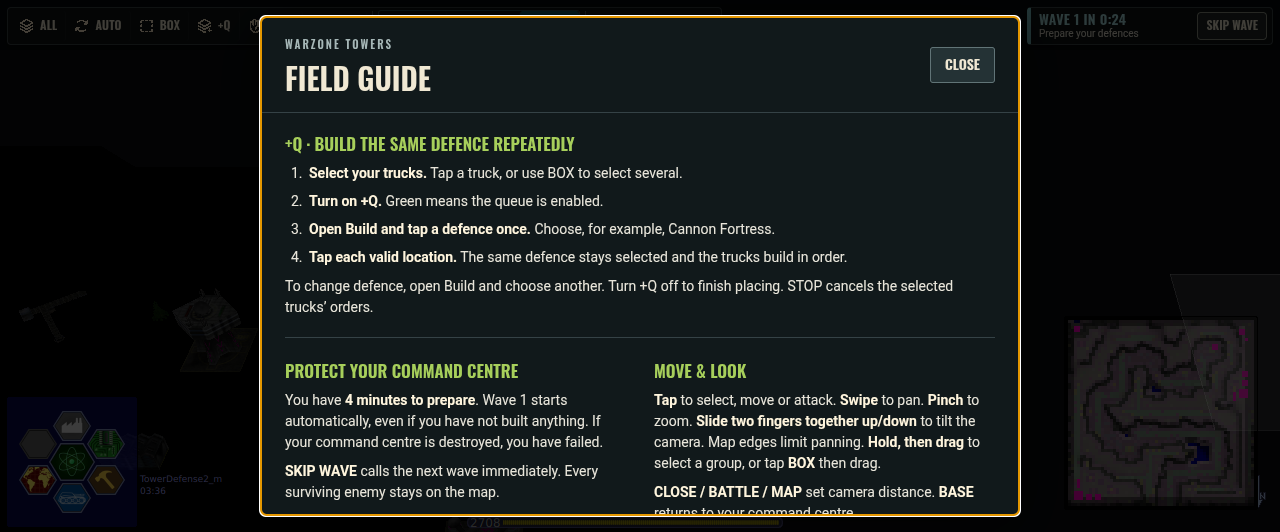 ALL AUTO BOX +Q
WAVE 1 IN 0:24
Prepare your defences
SKIP WAVE
WARZONE TOWERS
FIELD GUIDE
CLOSE
+Q · BUILD THE SAME DEFENCE REPEATEDLY
1. Select your trucks. Tap a truck, or use BOX to select several.
2. Turn on +Q. Green means the queue is enabled.
3. Open Build and tap a defence once. Choose, for example, Cannon Fortress.
4. Tap each valid location. The same defence stays selected and the trucks build in order.
To change defence, open Build and choose another. Turn +Q off to finish placing. STOP cancels the selected
trucks’ orders.
PROTECT YOUR COMMAND CENTRE
You have 4 minutes to prepare. Wave 1 starts
automatically, even if you have not built anything. If
your command centre is destroyed, you have failed.
SKIP WAVE calls the next wave immediately. Every
surviving enemy stays on the map.
MOVE & LOOK
Tap to select, move or attack. Swipe to pan. Pinch to
zoom. Slide two fingers together up/down to tilt the
camera. Map edges limit panning. Hold, then drag to
select a group, or tap BOX then drag.
CLOSE / BATTLE / MAP set camera distance. BASE
returns to your command centre.
TowerDefense2_m
03:36
2708
N